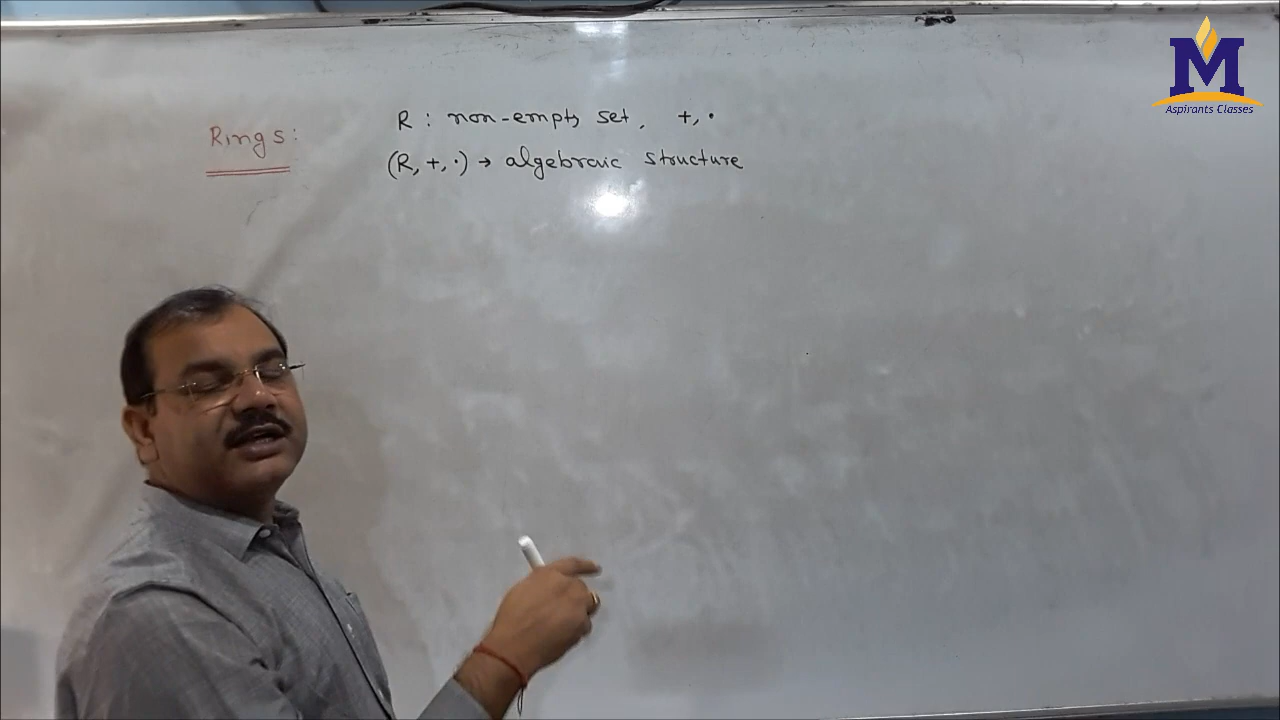 Rings:
R : non-empty set, +, •
(R, +, •) → algebraic structure
M
Aspirants Classes